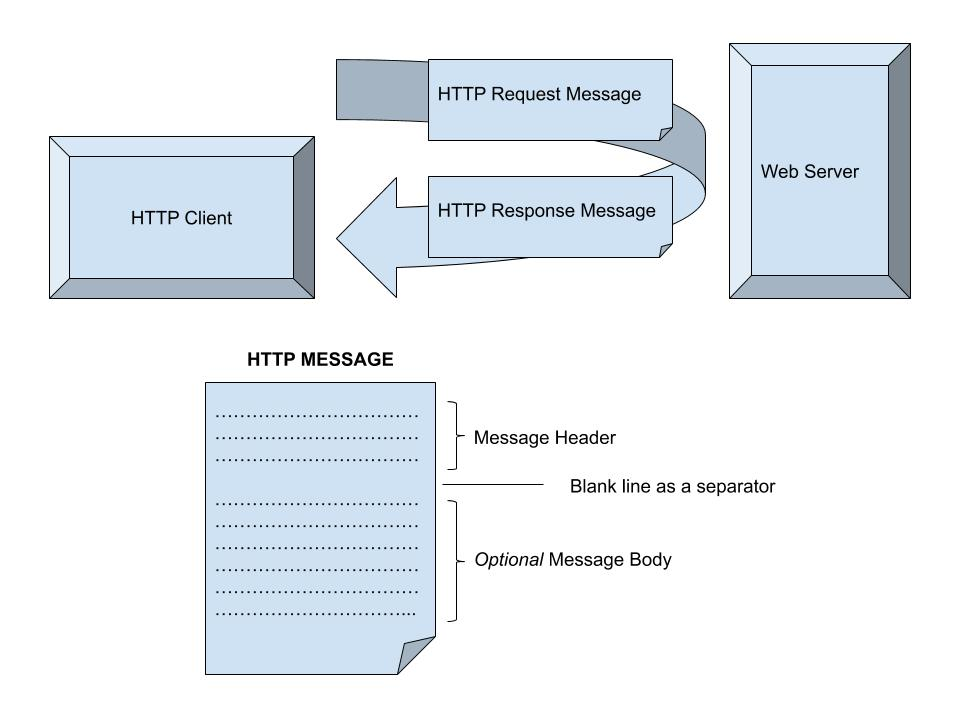 HTTP Request Message
Web Server
HTTP Response Message
HTTP Client
HTTP MESSAGE
Message Header
Blank line as a separator
Optional Message Body